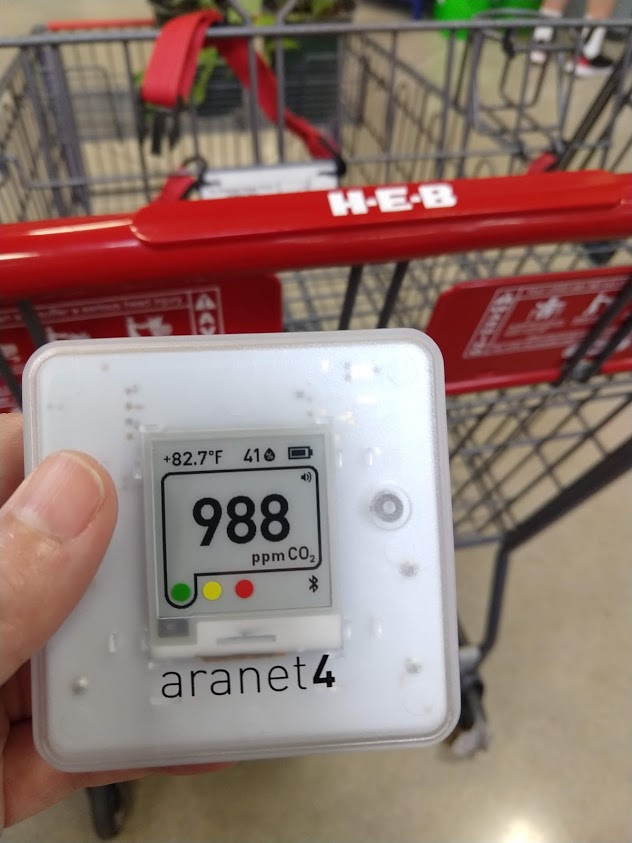 H-E-B
+82.7°F 41
988
ppm CO₂
aranet4